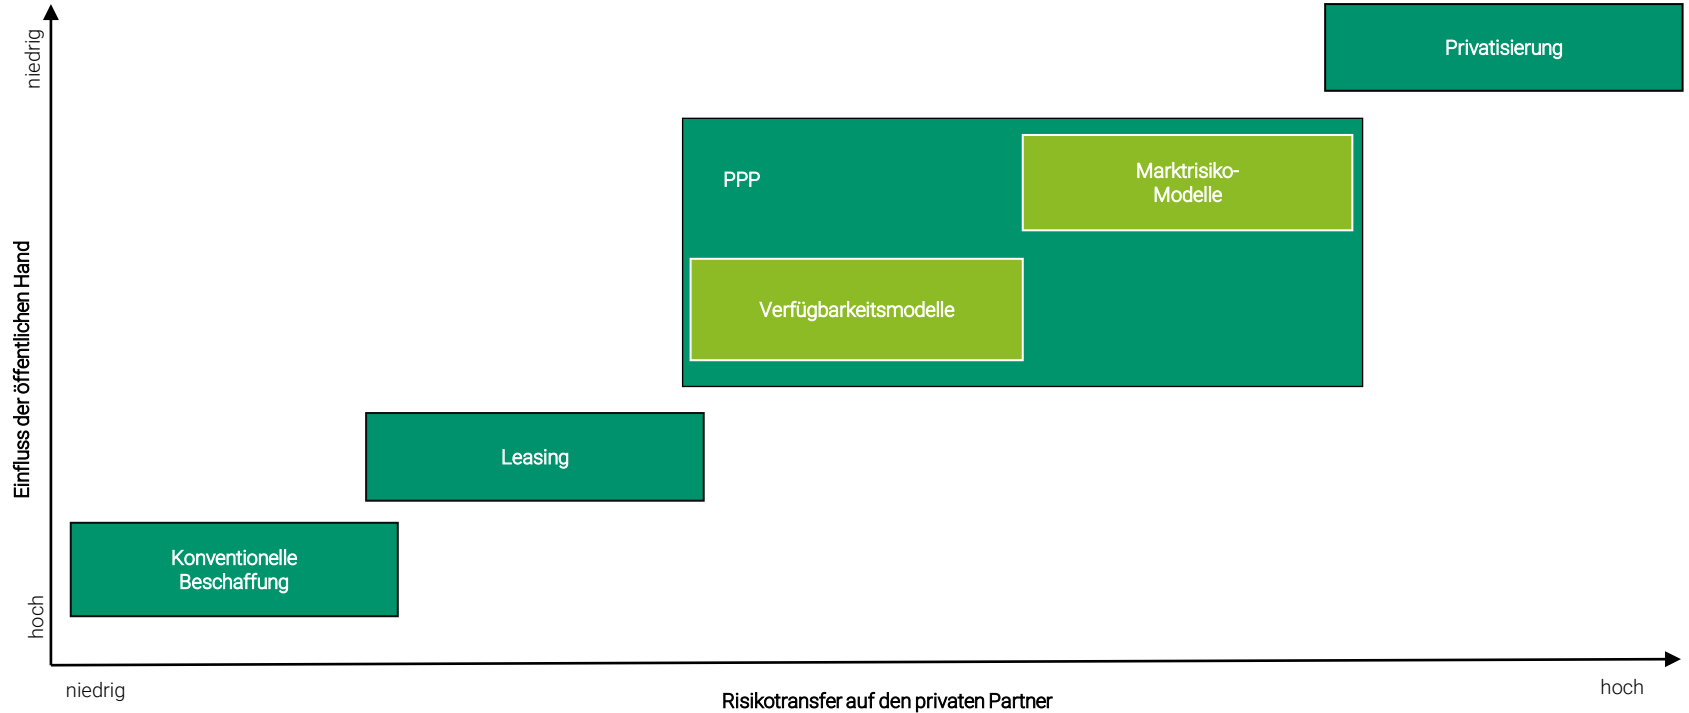 niedrig
Privatisierung
PPP
Marktrisiko-
Modelle
Verfügbarkeitsmodelle
Einfluss der öffentlichen Hand
Leasing
Konventionelle
Beschaffung
hoch
niedrig
Risikotransfer auf den privaten Partner
hoch